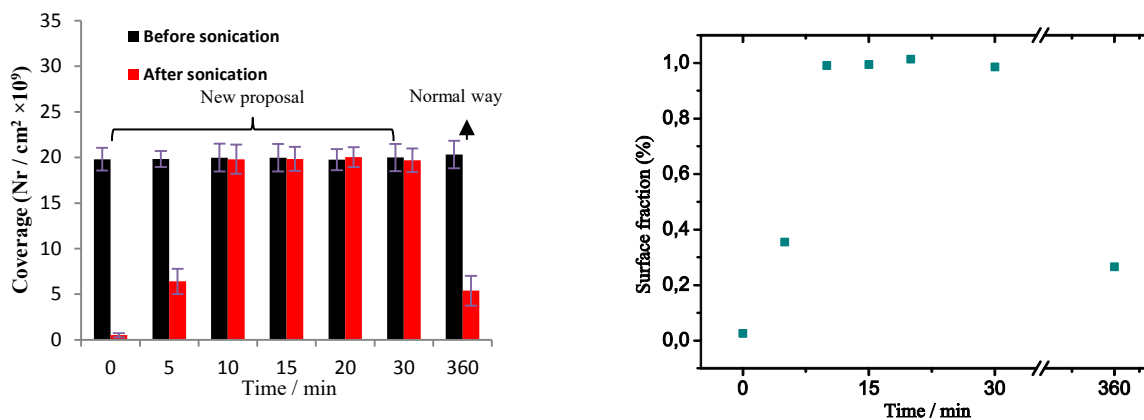 35
30
25
20
15
10
5
0
Coverage (Nr / cm² ×10⁹)
Before sonication
After sonication
New proposal
Normal way
0 5 10 15 20 30 360
Time / min
1,0
0,8
0,6
0,4
0,2
0,0
Surface fraction (%)
0 15 30 360
Time / min